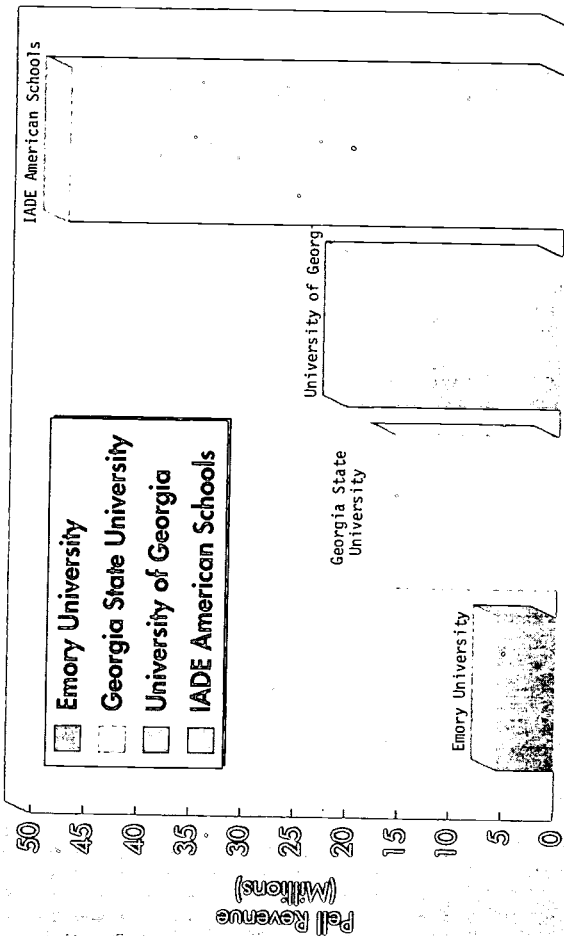 Pell Revenue
(Millions)
50
45
40
35
30
25
20
15
10
5
0
Emory University
Georgia State University
University of Georgia
IADE American Schools
Emory University
Georgia State
University
University of Georgi
IADE American Schools